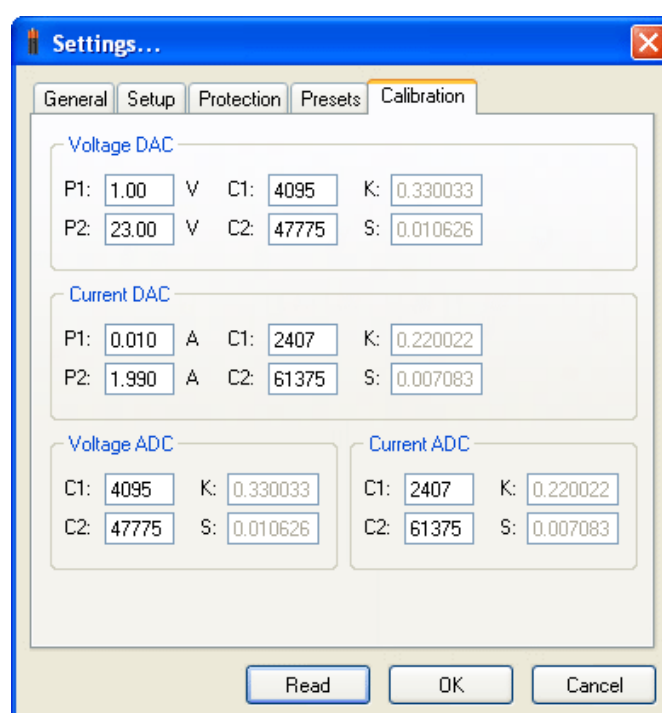 Settings...
General Setup Protection Presets Calibration
Voltage DAC
P1: 1.00 V C1: 4095 K: 0.330033
P2: 23.00 V C2: 47775 S: 0.010626
Current DAC
P1: 0.010 A C1: 2407 K: 0.220022
P2: 1.990 A C2: 61375 S: 0.007083
Voltage ADC Current ADC
C1: 4095 K: 0.330033 C1: 2407 K: 0.220022
C2: 47775 S: 0.010626 C2: 61375 S: 0.007083
Read OK Cancel